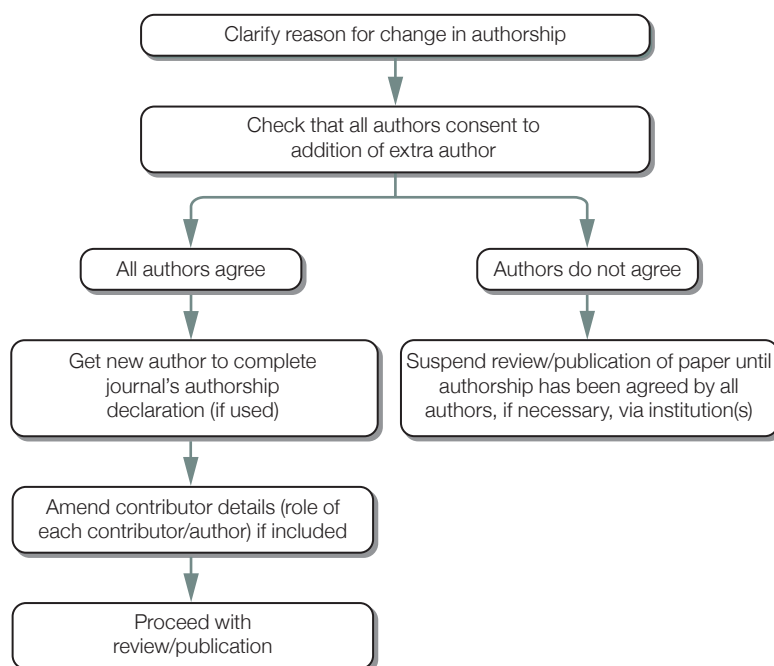 Clarify reason for change in authorship
Check that all authors consent to
addition of extra author
All authors agree
Authors do not agree
Get new author to complete
journal’s authorship
declaration (if used)
Suspend review/publication of paper until
authorship has been agreed by all
authors, if necessary, via institution(s)
Amend contributor details (role of
each contributor/author) if included
Proceed with
review/publication